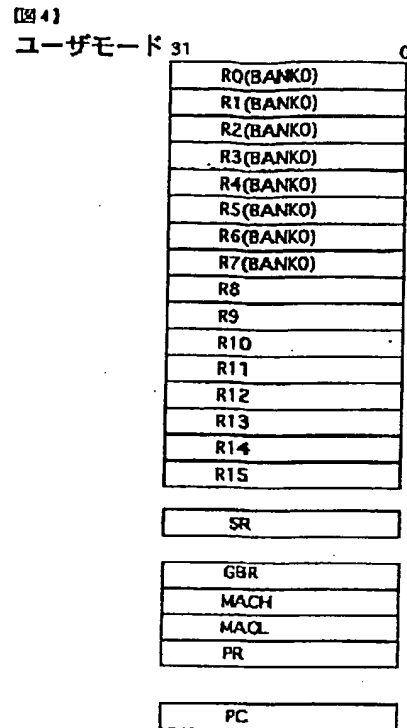 【図4】
ユーザモード 31 0
R0(BANK0)
R1(BANK0)
R2(BANK0)
R3(BANK0)
R4(BANK0)
R5(BANK0)
R6(BANK0)
R7(BANK0)
R8
R9
R10
R11
R12
R13
R14
R15
SR
GBR
MACH
MACL
PR
PC